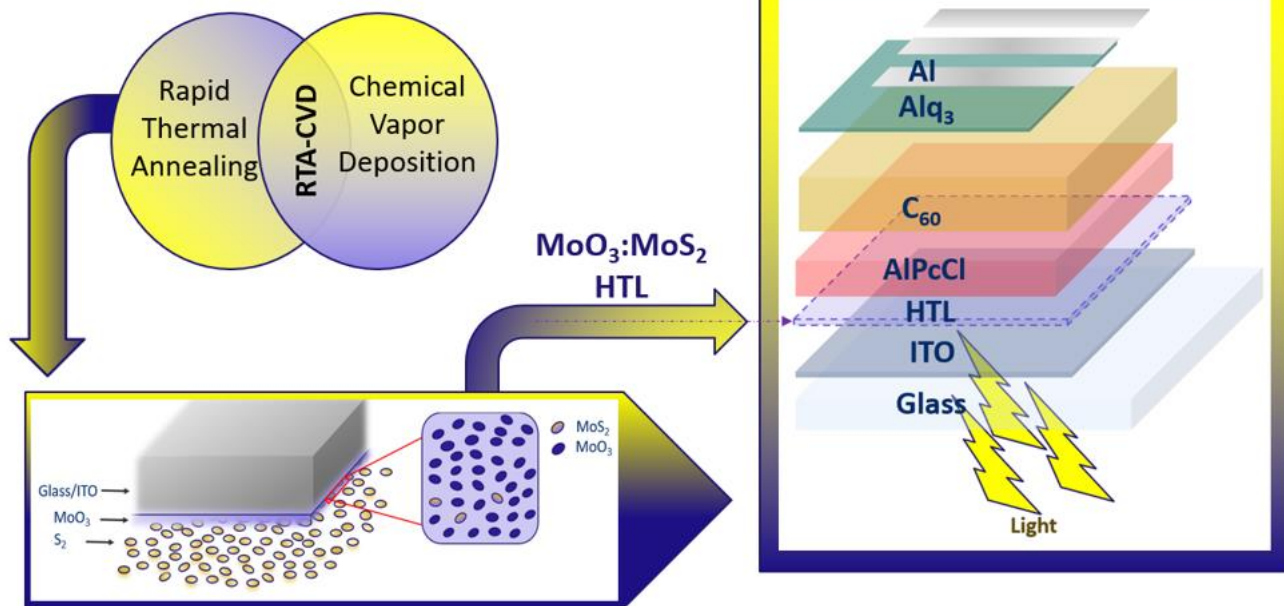 Rapid
Thermal
Annealing
RTA-CVD
Chemical
Vapor
Deposition
MoO₃:MoS₂
HTL
Al
Alq₃
C₆₀
AlPcCl
HTL
ITO
Glass
Light
Glass/ITO
MoO₃
S₂
MoS₂
MoO₃